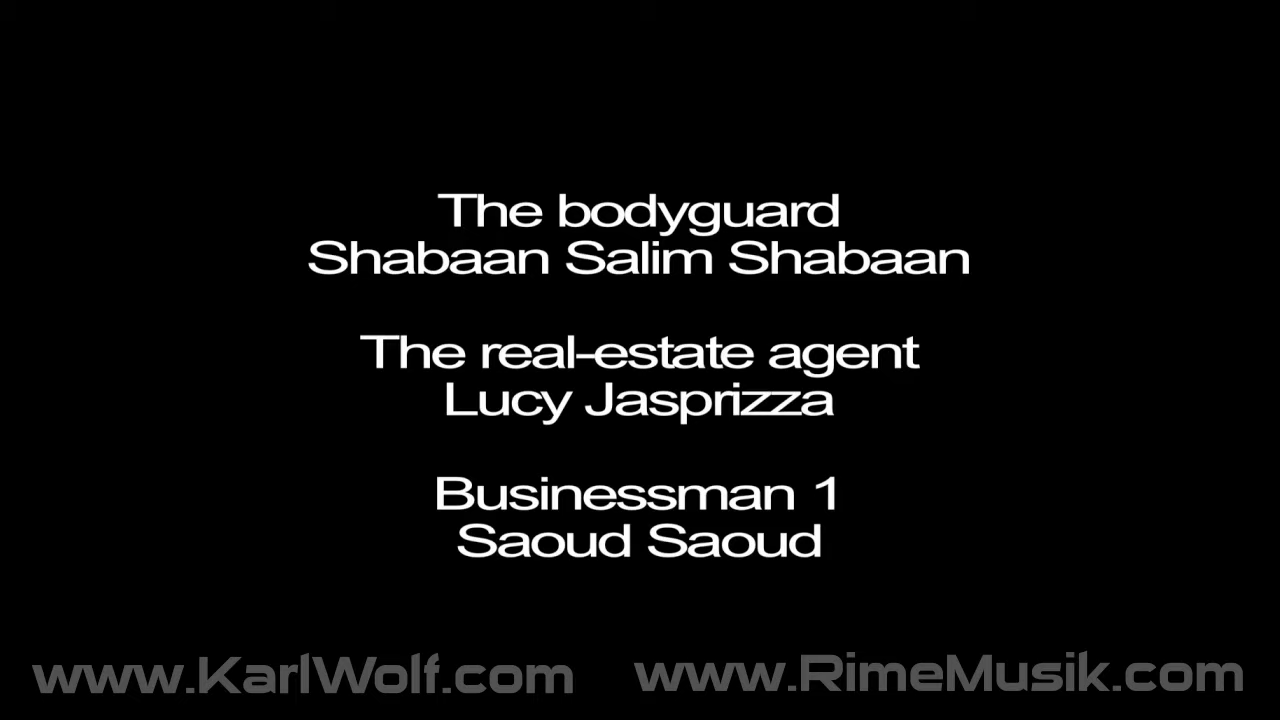 The bodyguard
Shabaan Salim Shabaan
The real-estate agent
Lucy Jasprizza
Businessman 1
Saoud Saoud
www.KarlWolf.com
www.RimeMusik.com